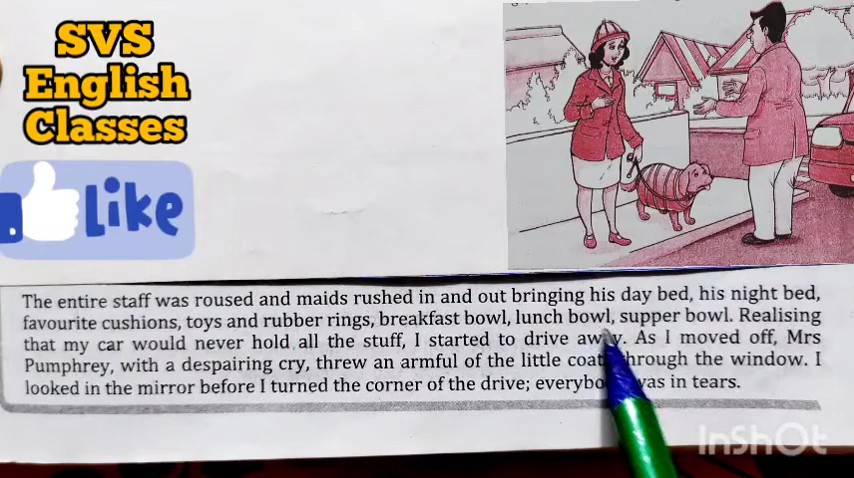 SVS
English
Classes
Like
The entire staff was roused and maids rushed in and out bringing his day bed, his night bed,
favourite cushions, toys and rubber rings, breakfast bowl, lunch bowl, supper bowl. Realising
that my car would never hold all the stuff, I started to drive away. As I moved off, Mrs
Pumphrey, with a despairing cry, threw an armful of the little coats through the window. I
looked in the mirror before I turned the corner of the drive; everybody was in tears.
InShOt